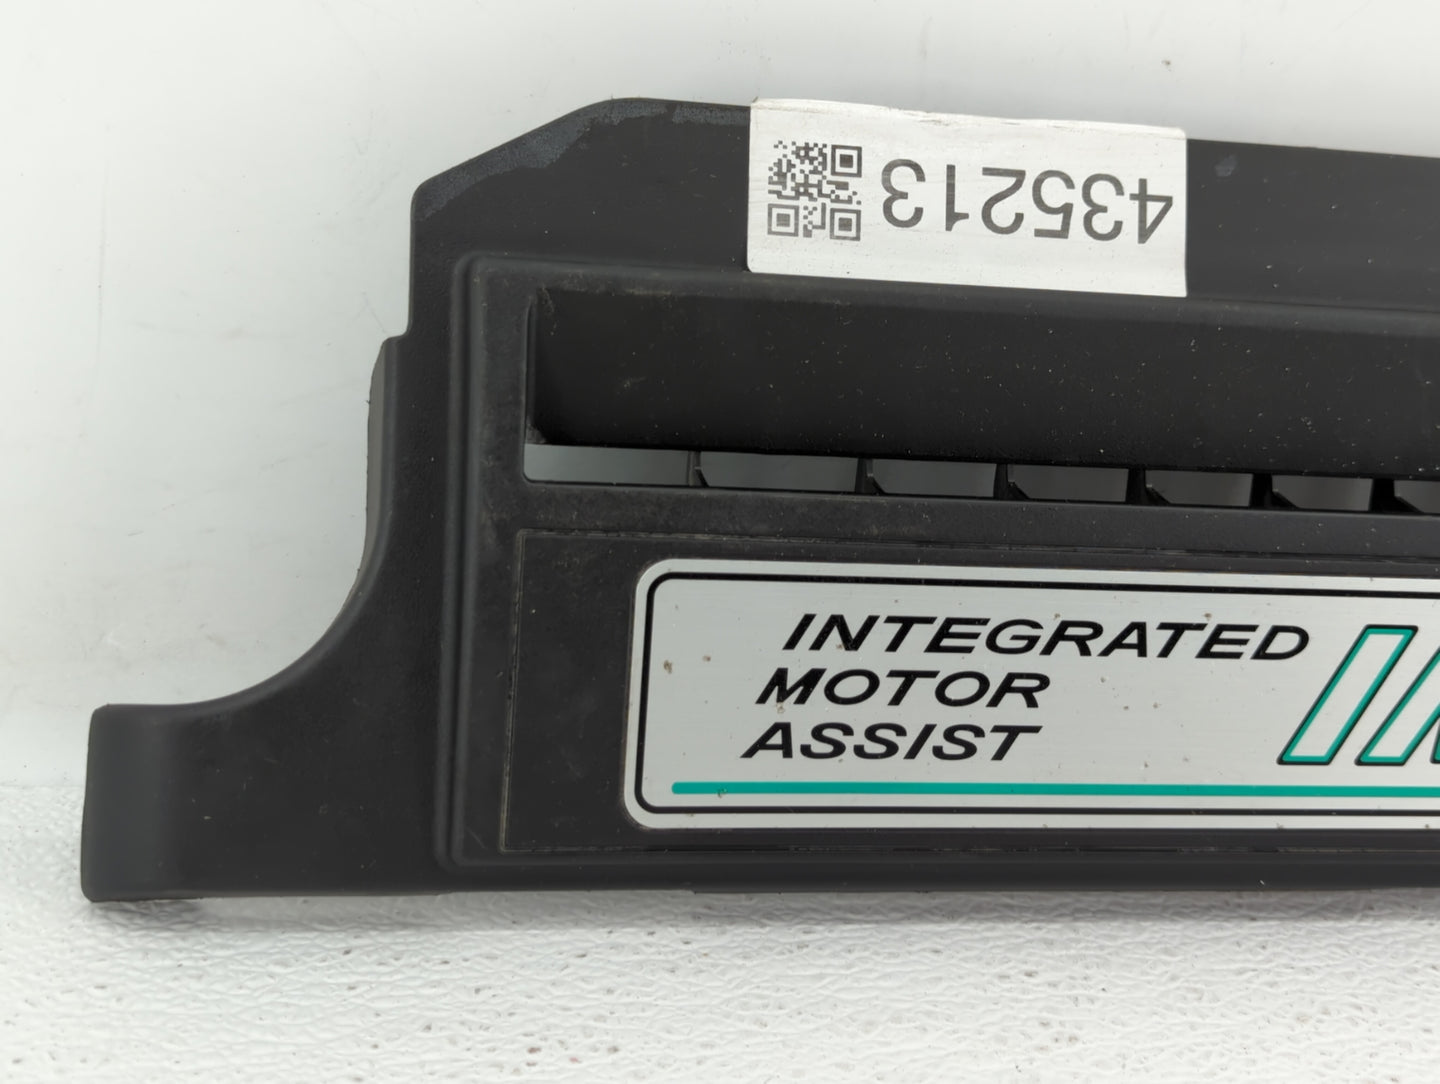 435213
INTEGRATED
MOTOR
ASSIST